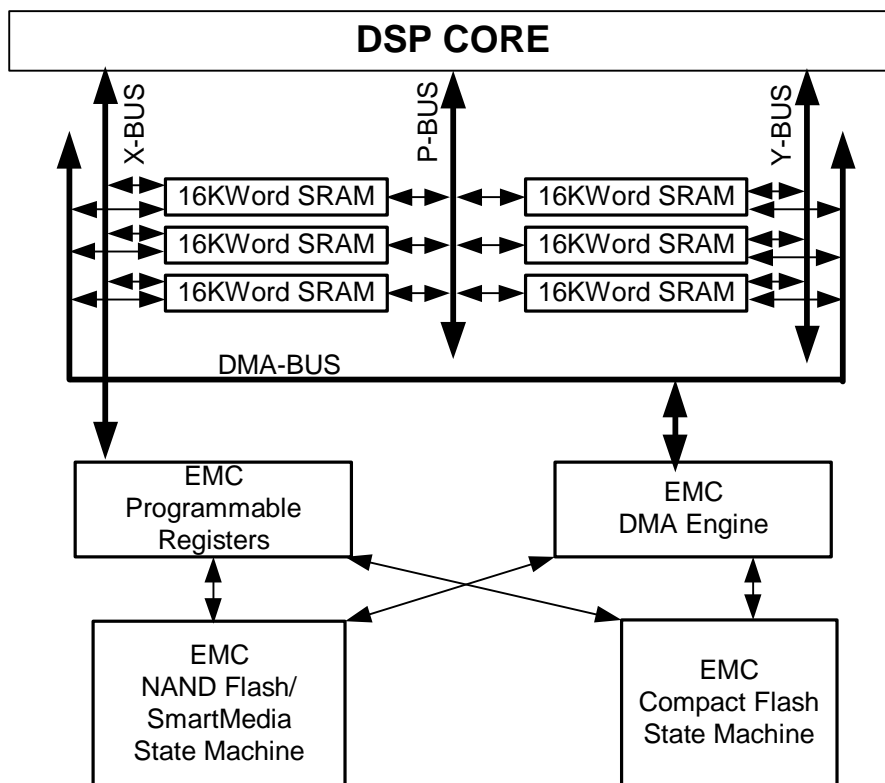 DSP CORE
X-BUS
P-BUS
Y-BUS
16KWord SRAM
16KWord SRAM
16KWord SRAM
16KWord SRAM
16KWord SRAM
16KWord SRAM
DMA-BUS
EMC
Programmable
Registers
EMC
DMA Engine
EMC
NAND Flash/
SmartMedia
State Machine
EMC
Compact Flash
State Machine